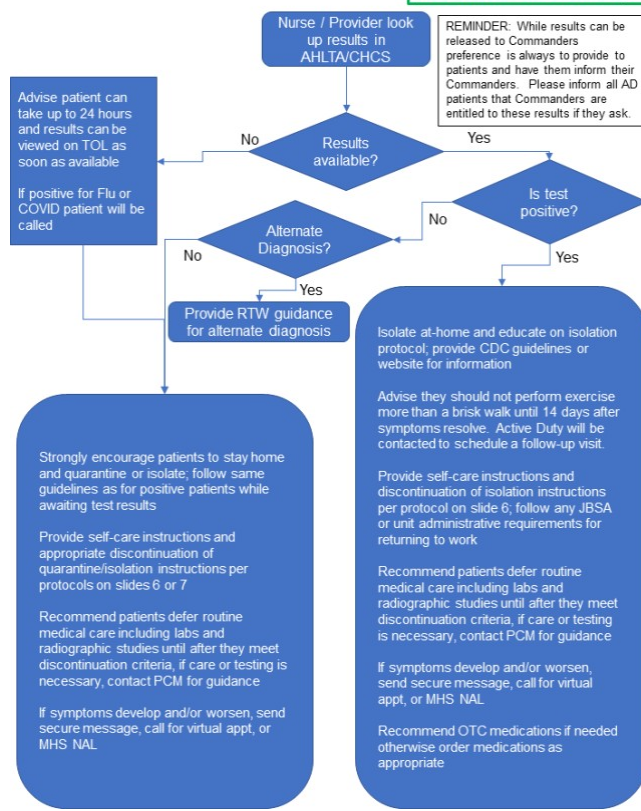 Nurse / Provider look
up results in
AHLTA/CHCS
REMINDER: While results can be
released to Commanders
preference is always to provide to
patients and have them inform their
Commanders. Please inform all AD
patients that Commanders are
entitled to these results if they ask.
Advise patient can
take up to 24 hours
and results can be
viewed on TOL as
soon as available
If positive for Flu or
COVID patient will be
called
No
Results
available?
Yes
Is test
positive?
No
Alternate
Diagnosis?
No
Yes
Yes
Provide RTW guidance
for alternate diagnosis
Strongly encourage patients to stay home
and quarantine or isolate; follow same
guidelines as for positive patients while
awaiting test results
Provide self-care instructions and
appropriate discontinuation of
quarantine/isolation instructions per
protocols on slides 6 or 7
Recommend patients defer routine
medical care including labs and
radiographic studies until after they meet
discontinuation criteria, if care or testing is
necessary, contact PCM for guidance
If symptoms develop and/or worsen, send
secure message, call for virtual appt, or
MHS NAL
Isolate at-home and educate on isolation
protocol; provide CDC guidelines or
website for information
Advise they should not perform exercise
more than a brisk walk until 14 days after
symptoms resolve. Active Duty will be
contacted to schedule a follow-up visit.
Provide self-care instructions and
discontinuation of isolation instructions
per protocol on slide 6; follow any JBSA
or unit administrative requirements for
returning to work
Recommend patients defer routine
medical care including labs and
radiographic studies until after they meet
discontinuation criteria, if care or testing
is necessary, contact PCM for guidance
If symptoms develop and/or worsen,
send secure message, call for virtual
appt, or MHS NAL
Recommend OTC medications if needed
otherwise order medications as
appropriate